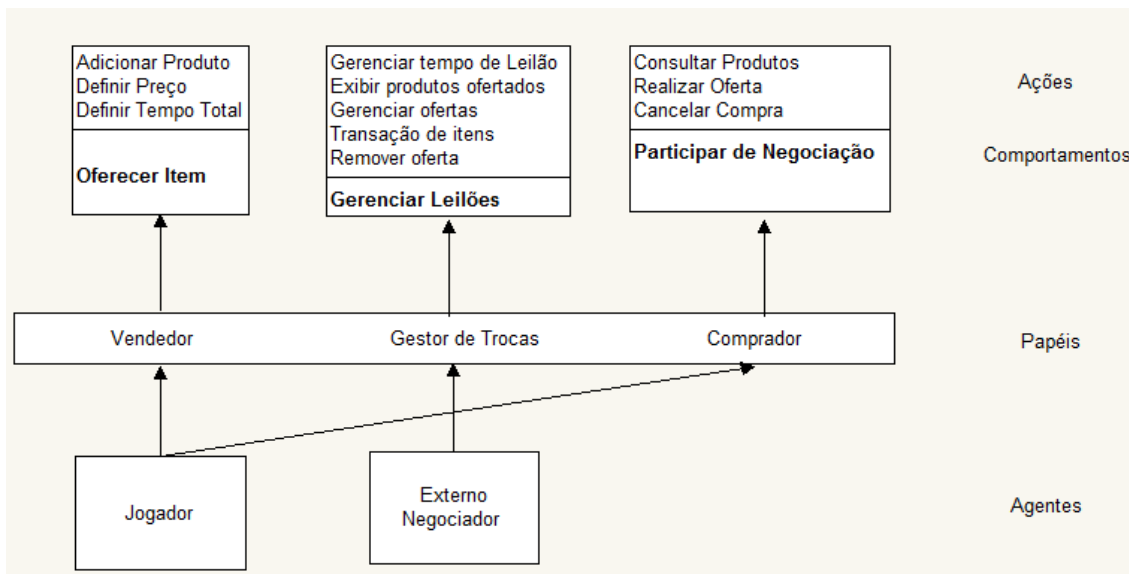 Adicionar Produto
Definir Preço
Definir Tempo Total
Oferecer Item
Gerenciar tempo de Leilão
Exibir produtos ofertados
Gerenciar ofertas
Transação de itens
Remover oferta
Gerenciar Leilões
Consultar Produtos
Realizar Oferta
Cancelar Compra
Participar de Negociação
Ações
Comportamentos
Vendedor
Gestor de Trocas
Comprador
Papéis
Jogador
Externo
Negociador
Agentes